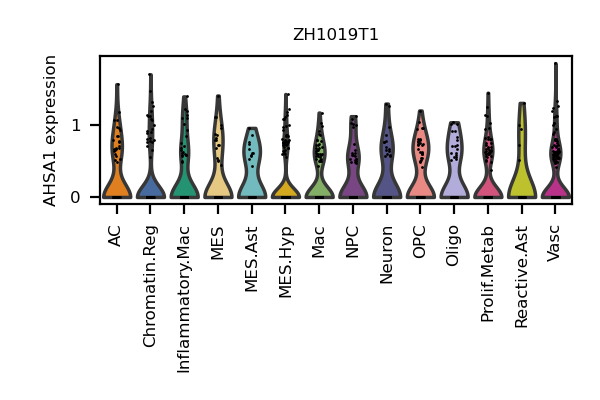 ZH1019T1
AHSA1 expression
1
0
AC
Chromatin.Reg
Inflammatory.Mac
MES
MES.Ast
MES.Hyp
Mac
NPC
Neuron
OPC
Oligo
Prolif.Metab
Reactive.Ast
Vasc